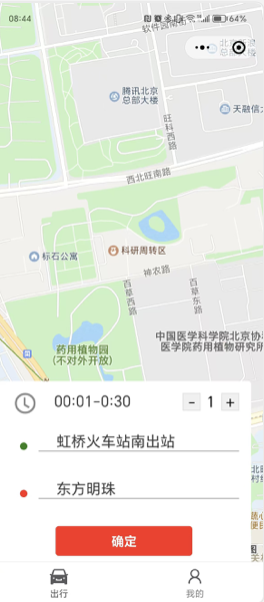 08:44
64%
软件园南
腾讯北京
总部大楼
天融信
旺科西路
西北旺南路
标石公寓
科研周转区
神农路
百草西路
百草东路
中国医学科学院北京协
医学院药用植物研究所
药用植物园
(不对外开放)
00:01-0:30
- 1 +
虹桥火车站南出站
东方明珠
确定
出行
我的